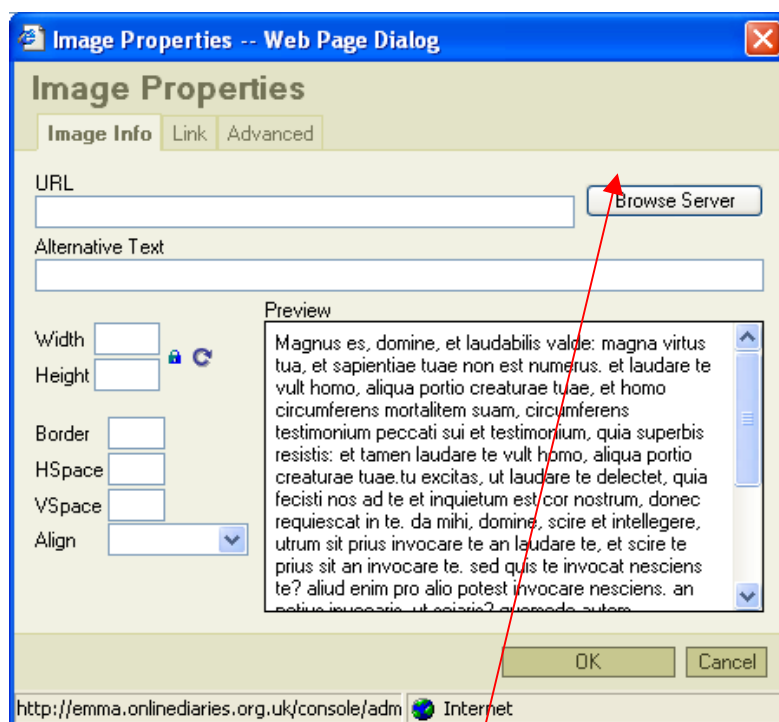 Image Properties -- Web Page Dialog
Image Properties
Image Info Link Advanced
URL
Browse Server
Alternative Text
Preview
Width
Height
Border
HSpace
VSpace
Align
Magnus es, domine, et laudabilis valde: magna virtus
tua, et sapientiae tuae non est numerus. et laudare te
vult homo, aliqua portio creaturae tuae, et homo
circumferens mortalitem suam, circumferens
testimonium peccati sui et testimonium, quia superbis
resistis: et tamen laudare te vult homo, aliqua portio
creaturae tuae.tu excitas, ut laudare te delectet, quia
fecisti nos ad te et inquietum est cor nostrum, donec
requiescat in te. da mihi, domine, scire et intellegere,
utrum sit prius invocare te an laudare te, et scire te
prius sit an invocare te. sed quis te invocat nesciens
te? aliud enim pro alio potest invocare nesciens. an
OK Cancel
http://emma.onlinediaries.org.uk/console/adm Internet